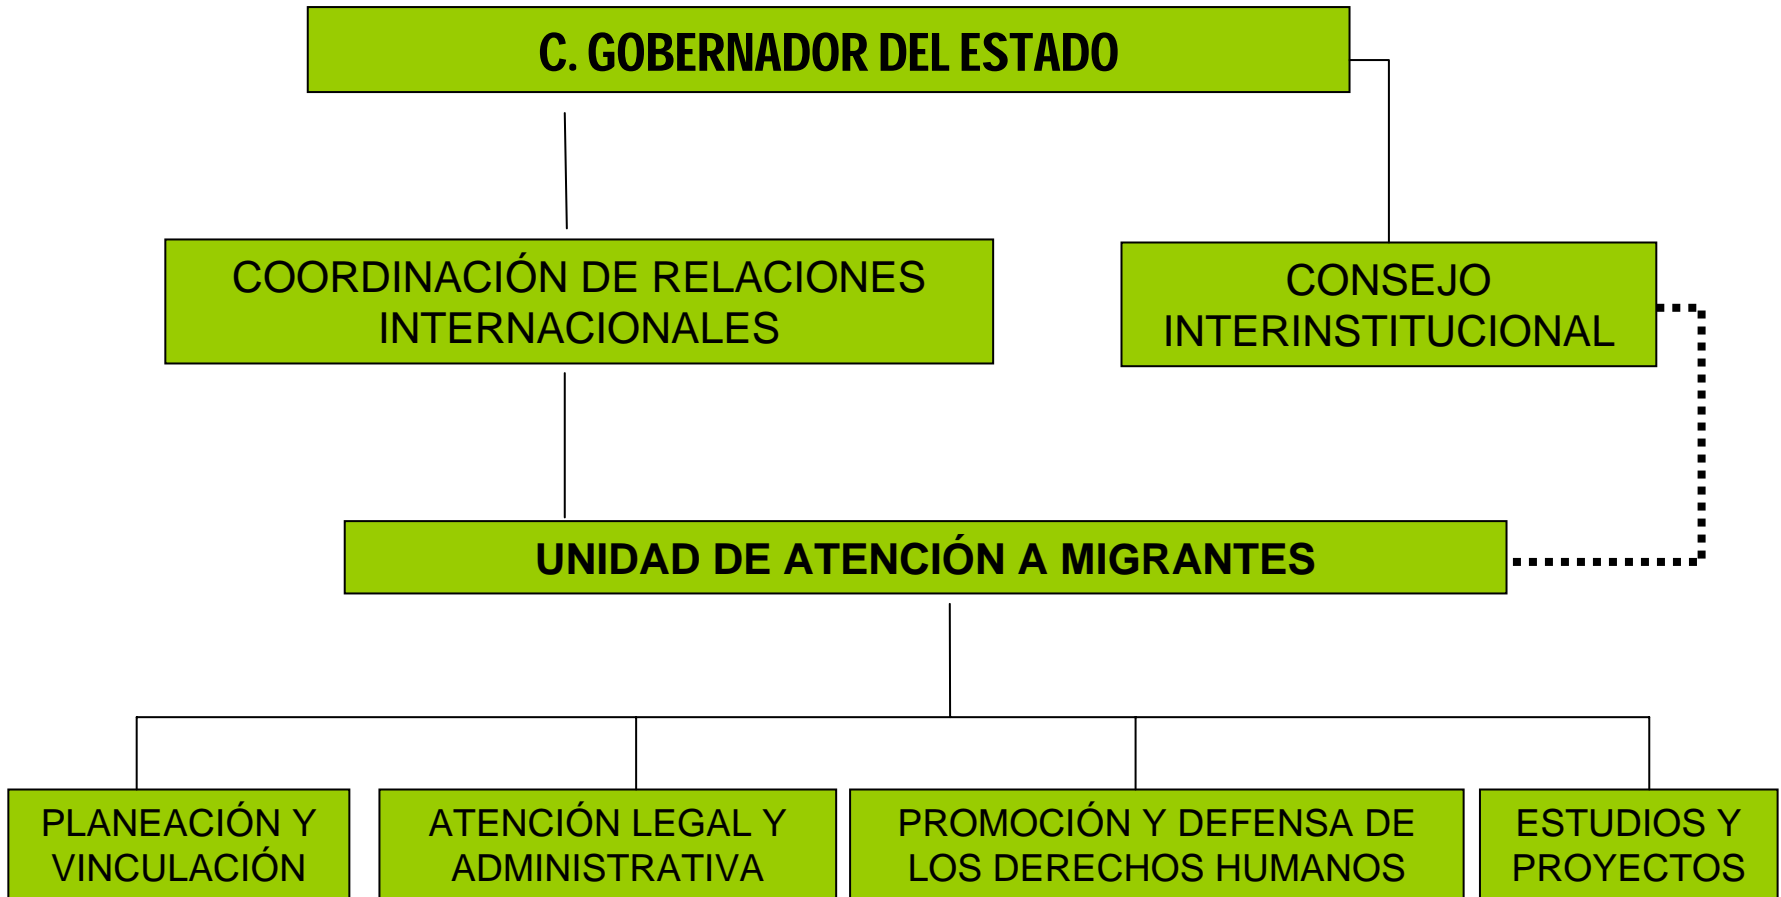 C. GOBERNADOR DEL ESTADO
COORDINACIÓN DE RELACIONES
INTERNACIONALES
CONSEJO
INTERINSTITUCIONAL
UNIDAD DE ATENCIÓN A MIGRANTES
PLANEACIÓN Y
VINCULACIÓN
ATENCIÓN LEGAL Y
ADMINISTRATIVA
PROMOCIÓN Y DEFENSA DE
LOS DERECHOS HUMANOS
ESTUDIOS Y
PROYECTOS